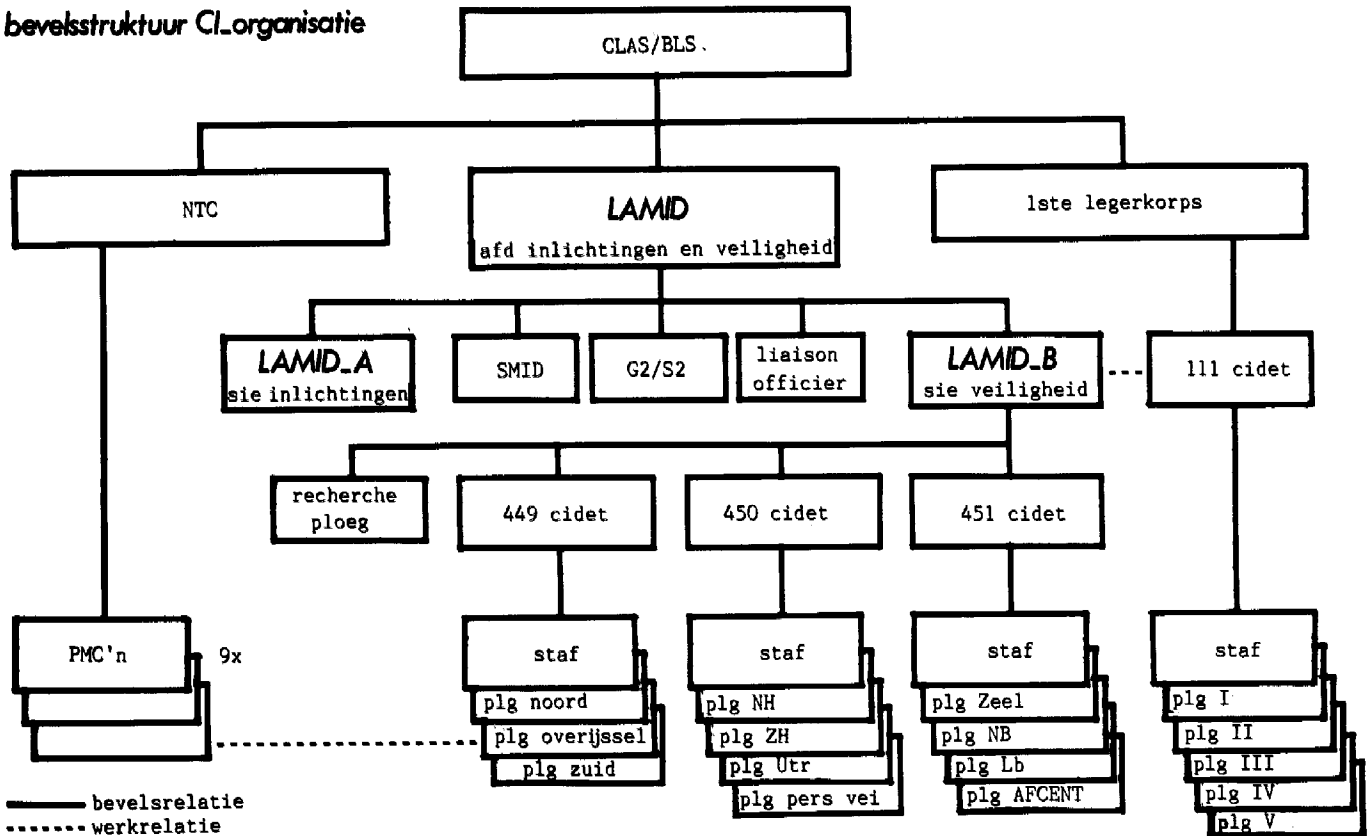 bevelsstruktuur CI_organisatie
CLAS/BLS.
NTC
LAMID
afd inlichtingen en veiligheid
1ste legerkorps
LAMID_A
sie inlichtingen
SMID
G2/S2
liaison
officier
LAMID_B
sie veiligheid
111 cidet
recherche
ploeg
449 cidet
450 cidet
451 cidet
PMC'n
9x
staf
plg noord
plg overijssel
plg zuid
staf
plg NH
plg ZH
plg Utr
plg pers vei
staf
plg Zeel
plg NB
plg Lb
plg AFCENT
staf
plg I
plg II
plg III
plg IV
plg V
bevelsrelatie
werkrelatie